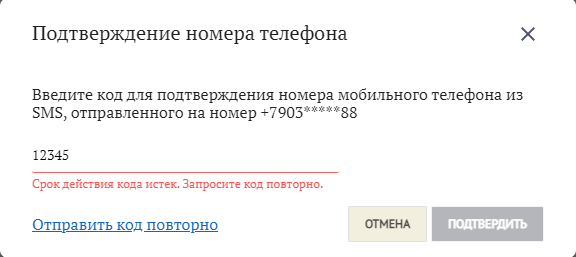 Подтверждение номера телефона
Введите код для подтверждения номера мобильного телефона из
SMS, отправленного на номер +7903*****88
12345
Срок действия кода истек. Запросите код повторно.
Отправить код повторно
ОТМЕНА
ПОДТВЕРДИТЬ